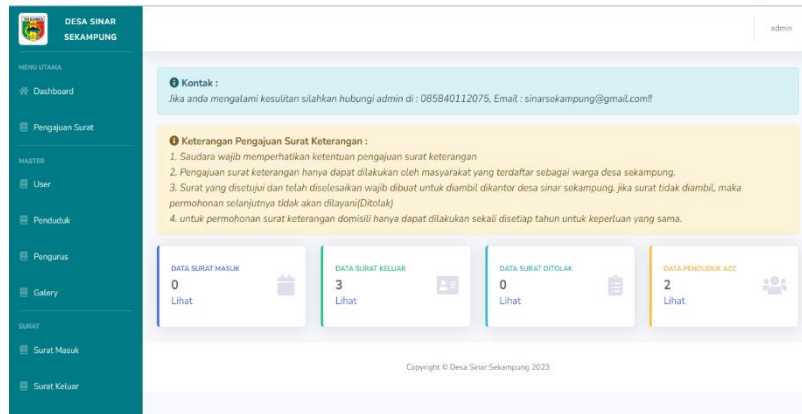 DESA SINAR
SEKAMPUNG
admin
MENU UTAMA
Dashboard
Pengajuan Surat
MASTER
User
Penduduk
Pengurus
Galery
SURAT
Surat Masuk
Surat Keluar
Kontak :
Jika anda mengalami kesulitan silahkan hubungi admin di : 085840112075, Email : sinarsekampung@gmail.com!!
Keterangan Pengajuan Surat Keterangan :
1. Saudara wajib memperhatikan ketentuan pengajuan surat keterangan
2. Pengajuan surat keterangan hanya dapat dilakukan oleh masyarakat yang terdaftar sebagai warga desa sekampung.
3. Surat yang disetujui dan telah diselesaikan wajib dibuat untuk diambil dikantor desa sinar sekampung. jika surat tidak diambil, maka
permohonan selanjutnya tidak akan dilayani(Ditolak)
4. untuk permohonan surat keterangan domisili hanya dapat dilakukan sekali disetiap tahun untuk keperluan yang sama.
DATA SURAT MASUK
0
Lihat
DATA SURAT KELUAR
3
Lihat
DATA SURAT DITOLAK
0
Lihat
DATA PENDUDUK ACC
2
Lihat
Copyright © Desa Sinar Sekampung 2023